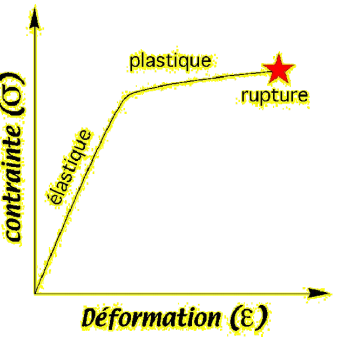 plastique
rupture
élastique
contrainte (σ)
Déformation (ε)